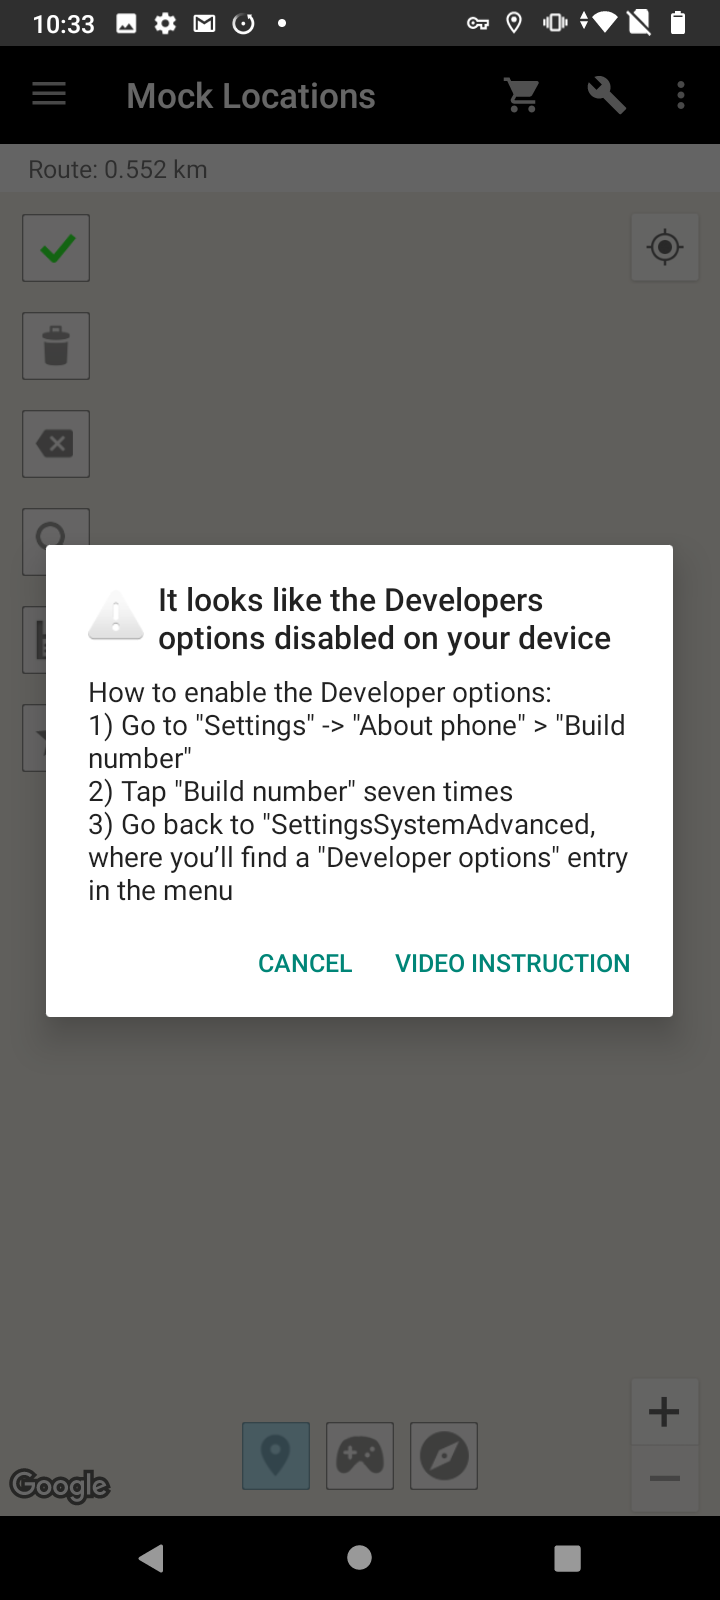 10:33
Mock Locations
Route: 0.552 km
It looks like the Developers
options disabled on your device
How to enable the Developer options:
1) Go to "Settings" -> "About phone" > "Build
number"
2) Tap "Build number" seven times
3) Go back to "SettingsSystemAdvanced,
where you’ll find a "Developer options" entry
in the menu
CANCEL
VIDEO INSTRUCTION
Google